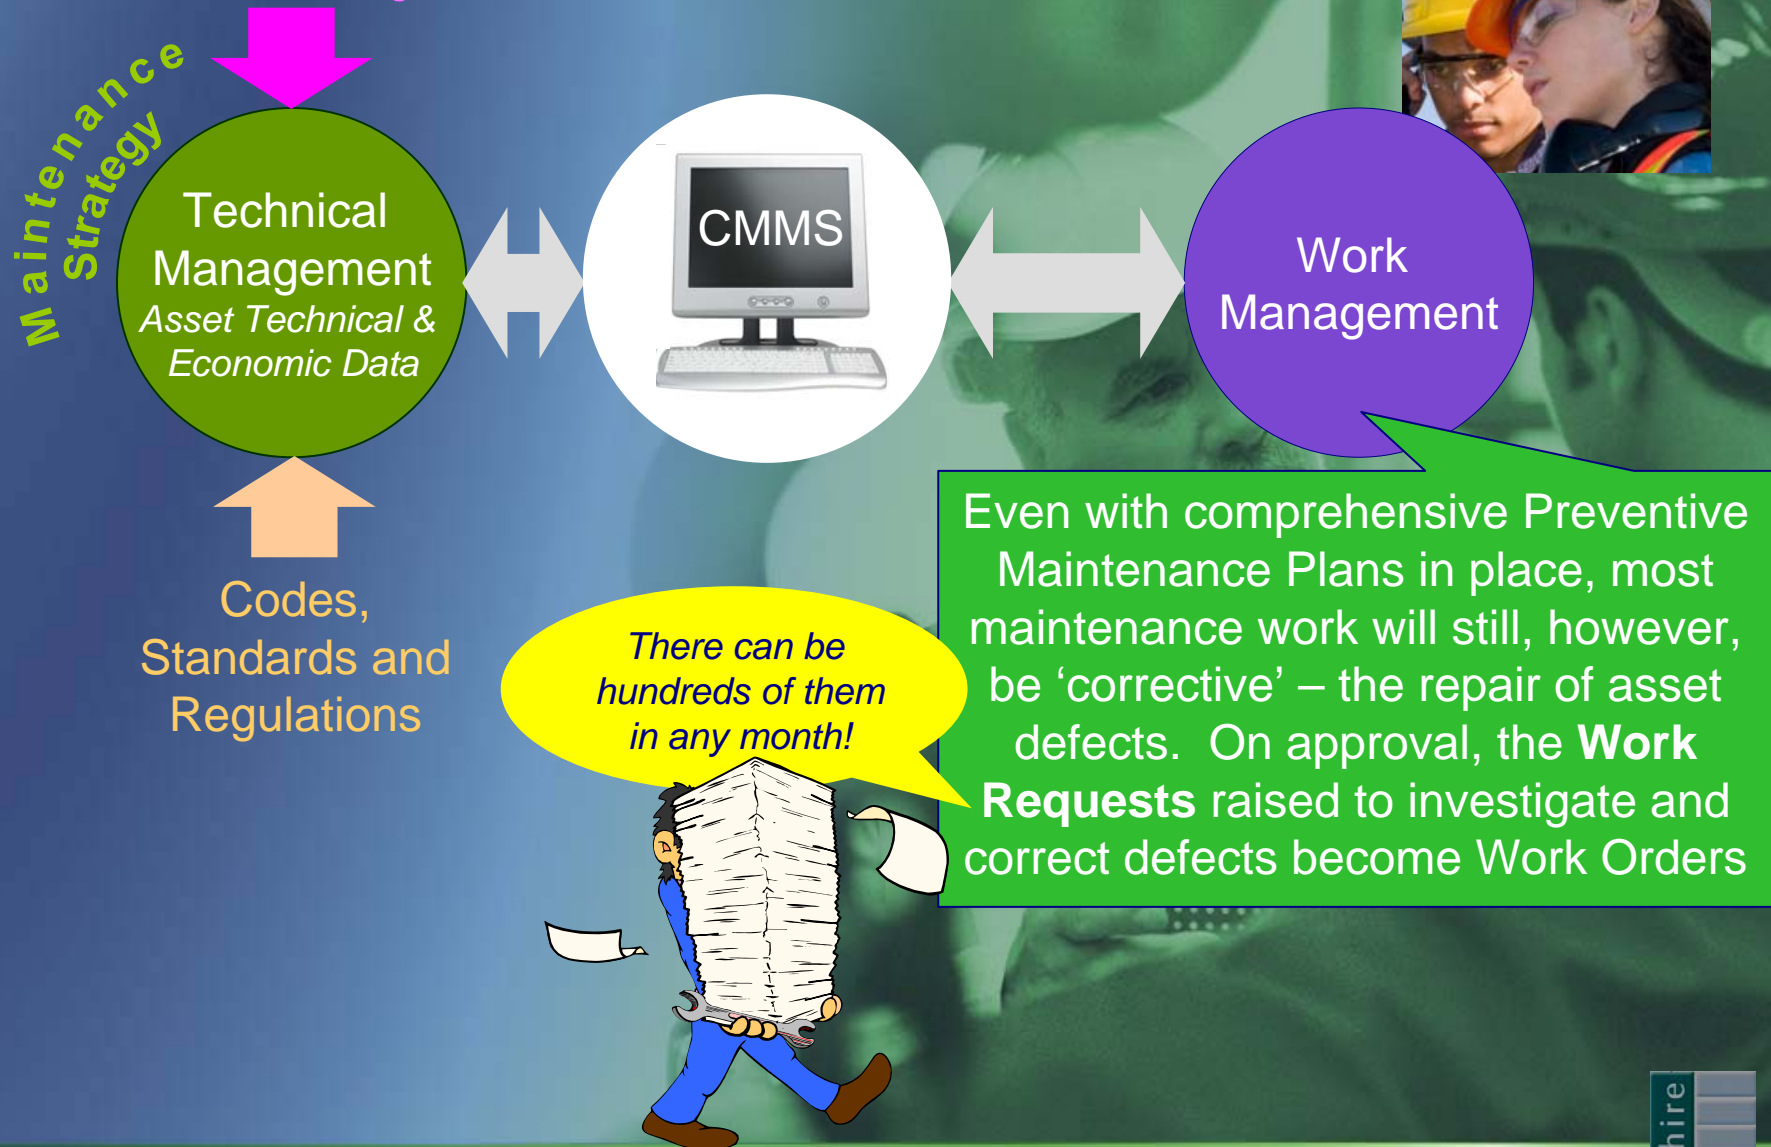 Maintenance
Strategy
Technical
Management
Asset Technical &
Economic Data
CMMS
Work
Management
Codes,
Standards and
Regulations
There can be
hundreds of them
in any month!
Even with comprehensive Preventive
Maintenance Plans in place, most
maintenance work will still, however,
be ‘corrective’ – the repair of asset
defects.  On approval, the Work
Requests raised to investigate and
correct defects become Work Orders